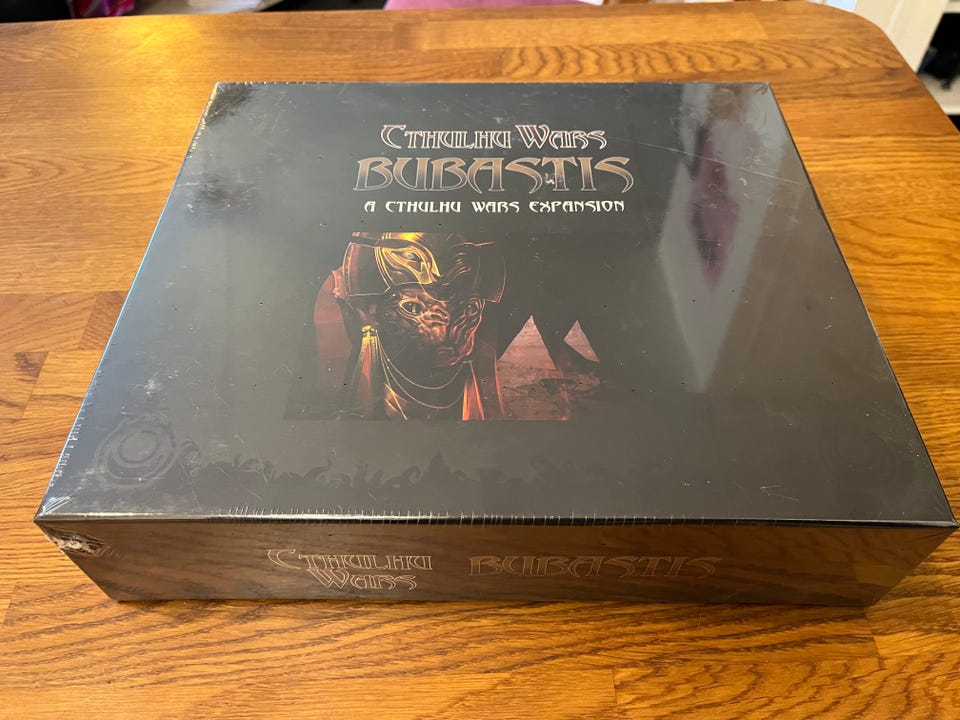 CTHULHU WARS
BUBASTIS
A CTHULHU WARS EXPANSION
CTHULHU
WARS
BUBASTIS